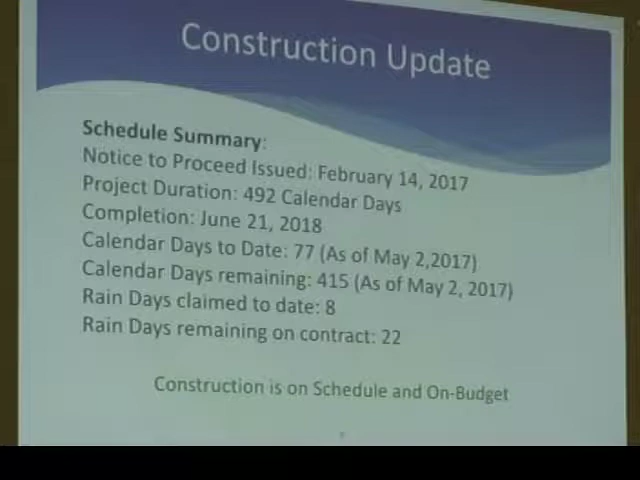 Construction Update
Schedule Summary:
Notice to Proceed Issued: February 14, 2017
Project Duration: 492 Calendar Days
Completion: June 21, 2018
Calendar Days to Date: 77 (As of May 2,2017)
Calendar Days remaining: 415 (As of May 2, 2017)
Rain Days claimed to date: 8
Rain Days remaining on contract: 22
Construction is on Schedule and On-Budget